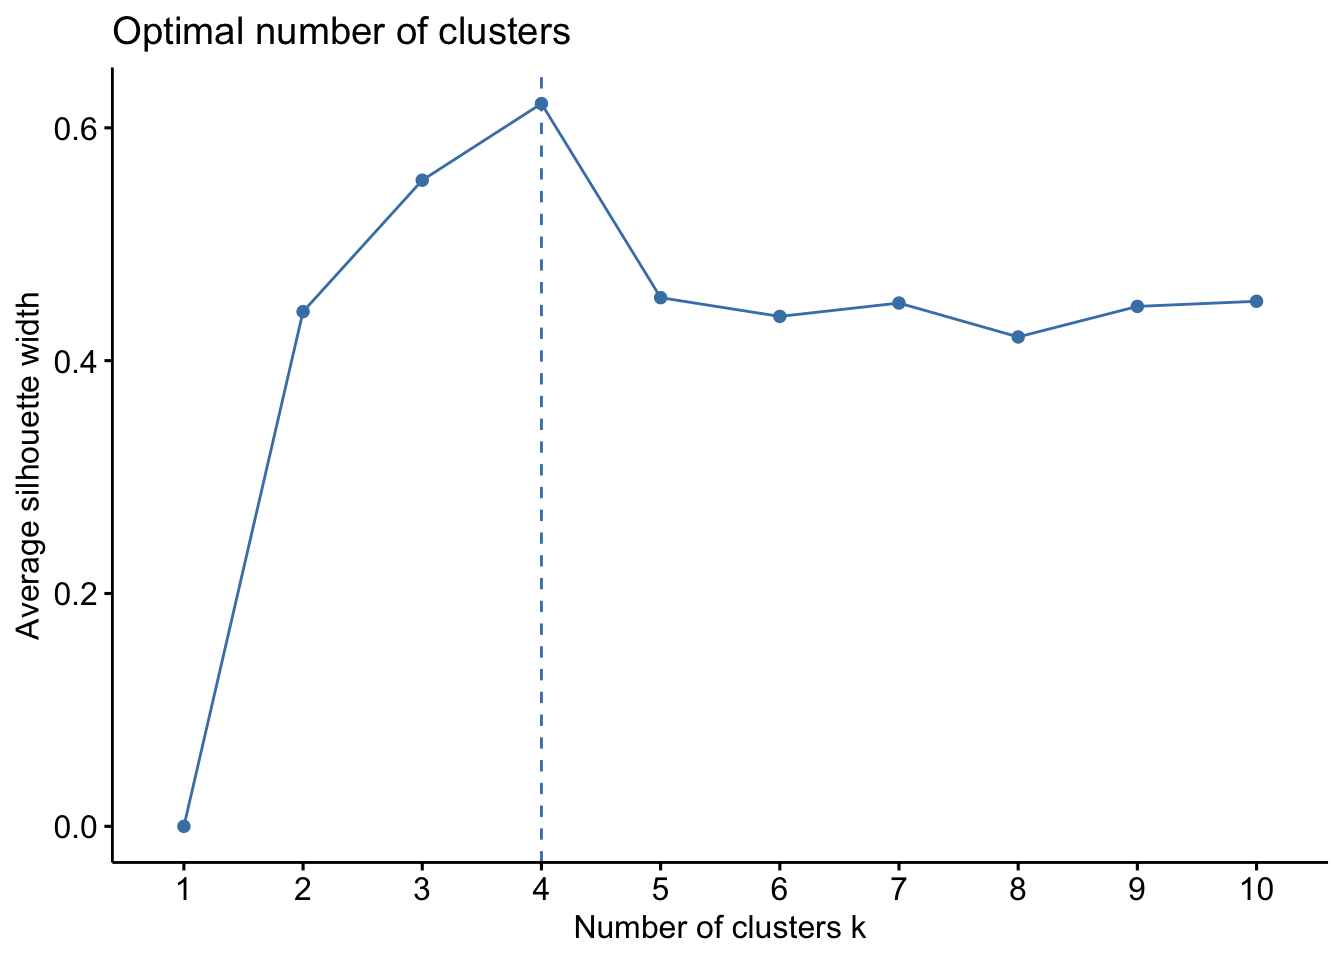 Optimal number of clusters
Average silhouette width
0.6
0.4
0.2
0.0
1 2 3 4 5 6 7 8 9 10
Number of clusters k